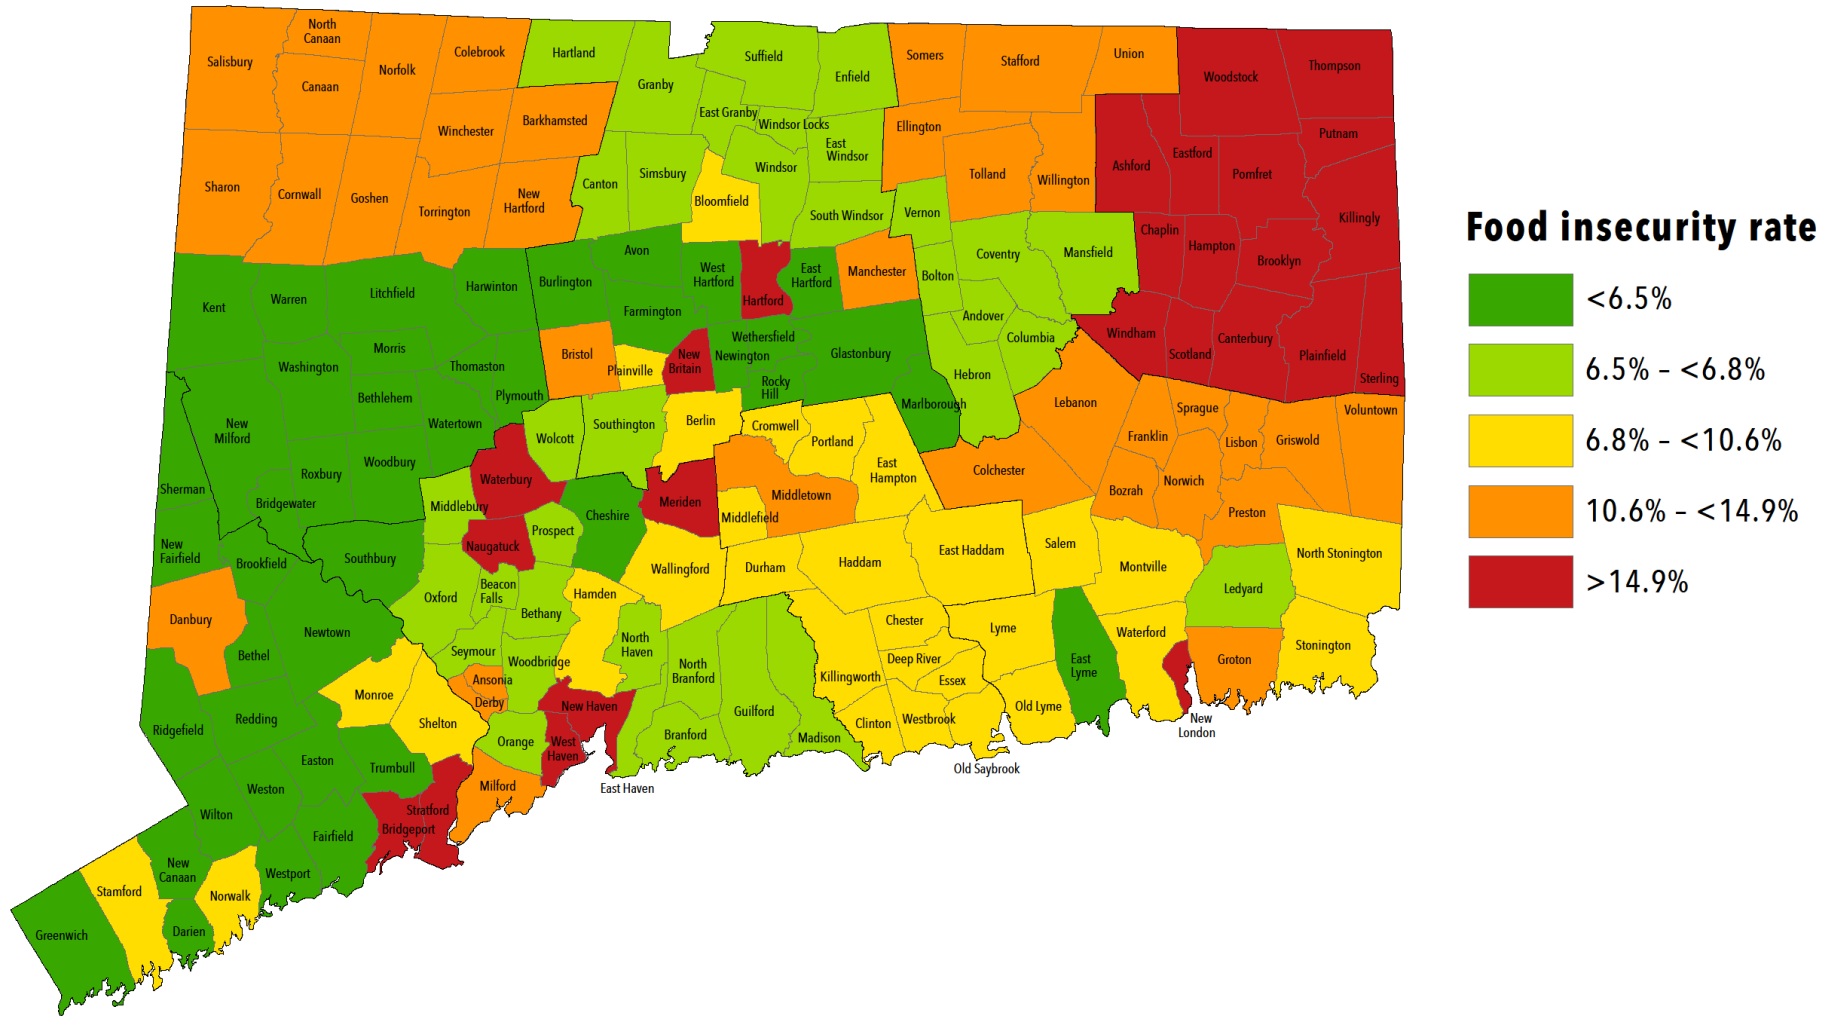 North
Canaan
Salisbury
Colebrook
Hartland
Suffield
Somers
Stafford
Union
Norfolk
Canaan
Granby
Enfield
Woodstock
Thompson
Winchester
Barkhamsted
East Granby
Windsor Locks
East
Windsor
Ellington
Putnam
Eastford
Ashford
Pomfret
Sharon
Cornwall
Goshen
Torrington
New
Hartford
Canton
Simsbury
Windsor
Bloomfield
South Windsor
Vernon
Tolland
Willington
Killingly
Chaplin
Hampton
Brooklyn
Kent
Warren
Litchfield
Harwinton
Burlington
Avon
West
Hartford
Hartford
East
Hartford
Manchester
Bolton
Coventry
Mansfield
Farmington
Andover
Columbia
Windham
Scotland
Canterbury
Plainfield
Sterling
Morris
Washington
Thomaston
Bristol
Plainville
New
Britain
Wethersfield
Newington
Rocky
Hill
Glastonbury
Hebron
Bethlehem
Plymouth
Marlborough
Lebanon
Sprague
Voluntown
New
Milford
Watertown
Wolcott
Southington
Berlin
Cromwell
Portland
Franklin
Lisbon
Griswold
Roxbury
Woodbury
Waterbury
East
Hampton
Colchester
Norwich
Bozrah
Sherman
Bridgewater
Middlebury
Cheshire
Meriden
Middletown
Middlefield
Preston
New
Fairfield
Brookfield
Southbury
Naugatuck
Prospect
Wallingford
Durham
Haddam
East Haddam
Salem
Montville
North Stonington
Oxford
Beacon
Falls
Bethany
Hamden
Ledyard
Danbury
Newtown
Bethel
Seymour
Woodbridge
North
Haven
North
Branford
Chester
Lyme
Waterford
Stonington
Deep River
East
Lyme
Groton
Killingworth
Essex
Monroe
Ansonia
Derby
New Haven
Guilford
Ridgefield
Redding
Shelton
Orange
West
Haven
Branford
Madison
Clinton
Westbrook
Old Lyme
New
London
Easton
Trumbull
Old Saybrook
Weston
Milford
East Haven
Wilton
Stratford
Bridgeport
Fairfield
New
Canaan
Westport
Stamford
Norwalk
Darien
Greenwich
Food insecurity rate
<6.5%
6.5% – <6.8%
6.8% – <10.6%
10.6% – <14.9%
>14.9%